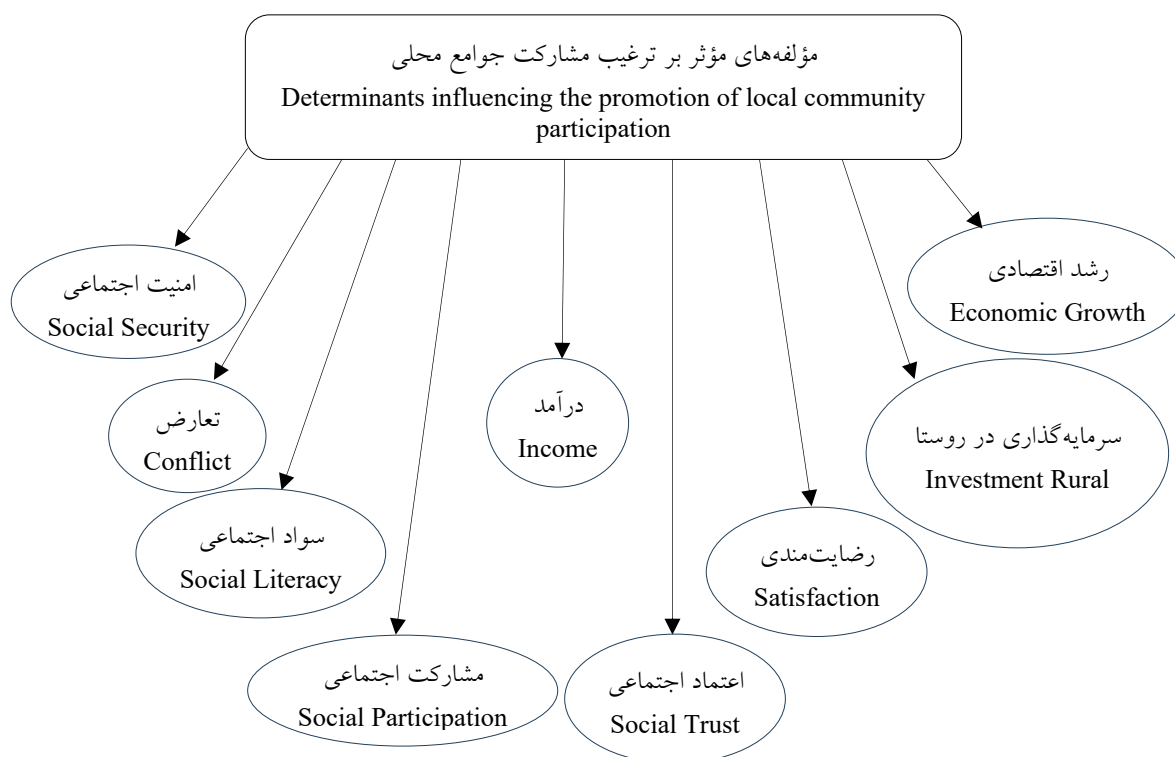 مؤلفه‌های مؤثر بر ترغیب مشارکت جوامع محلی
Determinants influencing the promotion of local community
participation
امنیت اجتماعی
Social Security
تعارض
Conflict
سواد اجتماعی
Social Literacy
مشارکت اجتماعی
Social Participation
درآمد
Income
اعتماد اجتماعی
Social Trust
رضایت‌مندی
Satisfaction
سرمایه‌گذاری در روستا
Investment Rural
رشد اقتصادی
Economic Growth